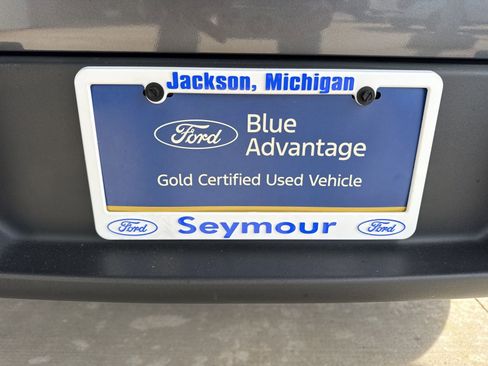 Jackson, Michigan
Ford
Blue
Advantage
Gold Certified Used Vehicle
Ford Seymour Ford